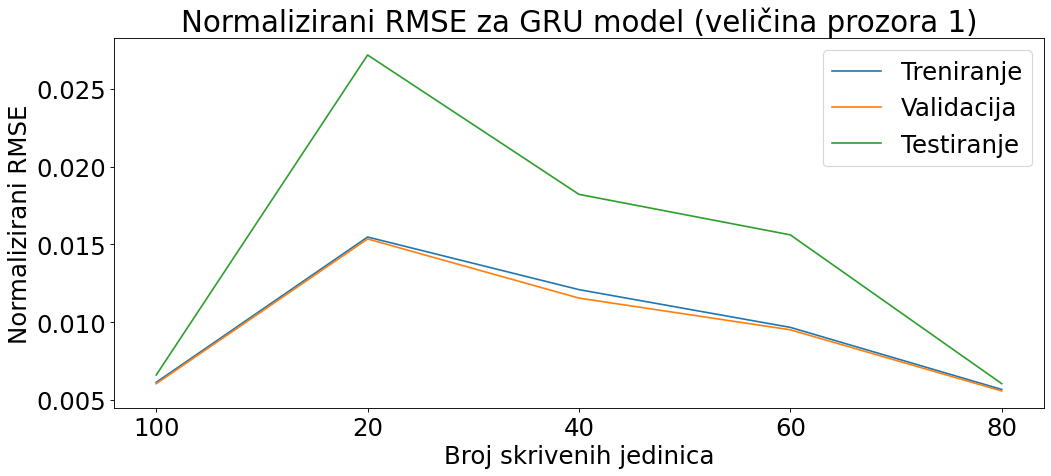 Normalizirani RMSE za GRU model (veličina prozora 1)
Normalizirani RMSE
0.025
0.020
0.015
0.010
0.005
Treniranje
Validacija
Testiranje
100 20 40 60 80
Broj skrivenih jedinica